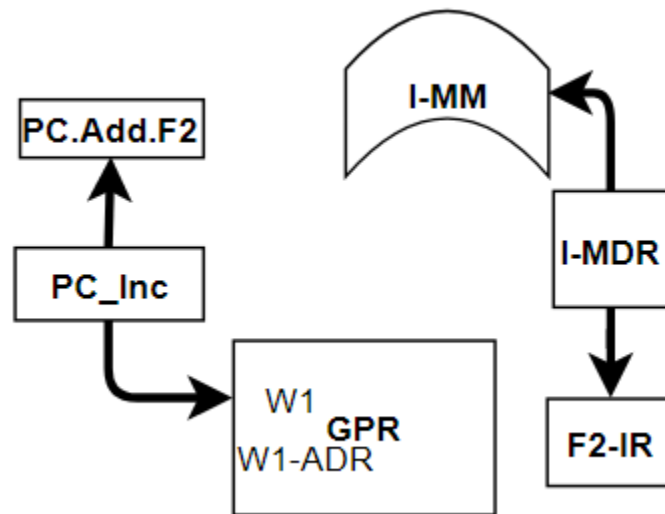 I-MM
PC.Add.F2
I-MDR
PC_Inc
W1
GPR
W1-ADR
F2-IR